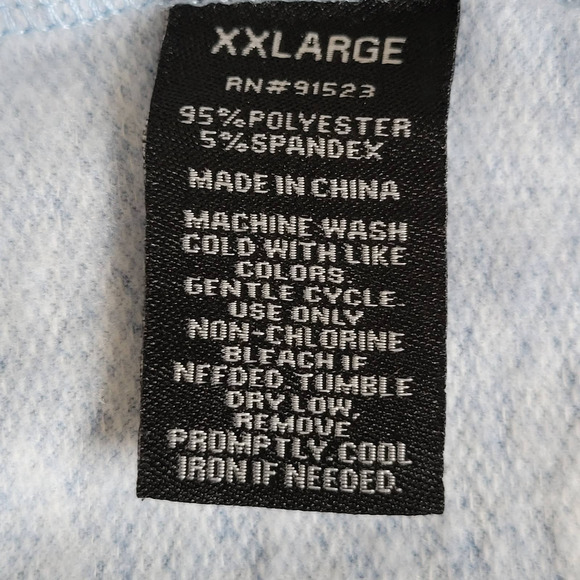 XXLARGE
RN#91523
95%POLYESTER
5%SPANDEX
MADE IN CHINA
MACHINE WASH
COLD WITH LIKE
COLORS.
GENTLE CYCLE.
USE ONLY
NON-CHLORINE
BLEACH IF
NEEDED. TUMBLE
DRY LOW.
REMOVE
PROMPTLY. COOL
IRON IF NEEDED.